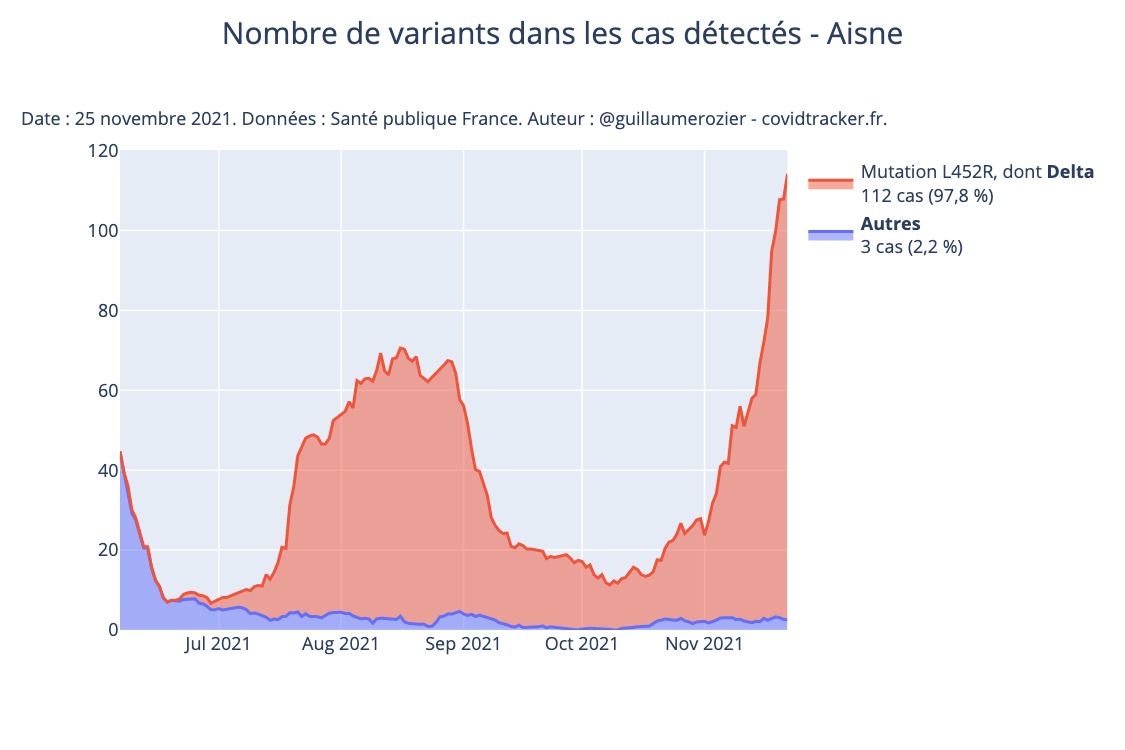 Nombre de variants dans les cas détectés - Aisne
Date : 25 novembre 2021. Données : Santé publique France. Auteur : @guillaumerozier - covidtracker.fr.
120
100
80
60
40
20
0
Jul 2021
Aug 2021
Sep 2021
Oct 2021
Nov 2021
Mutation L452R, dont Delta
112 cas (97,8 %)
Autres
3 cas (2,2 %)